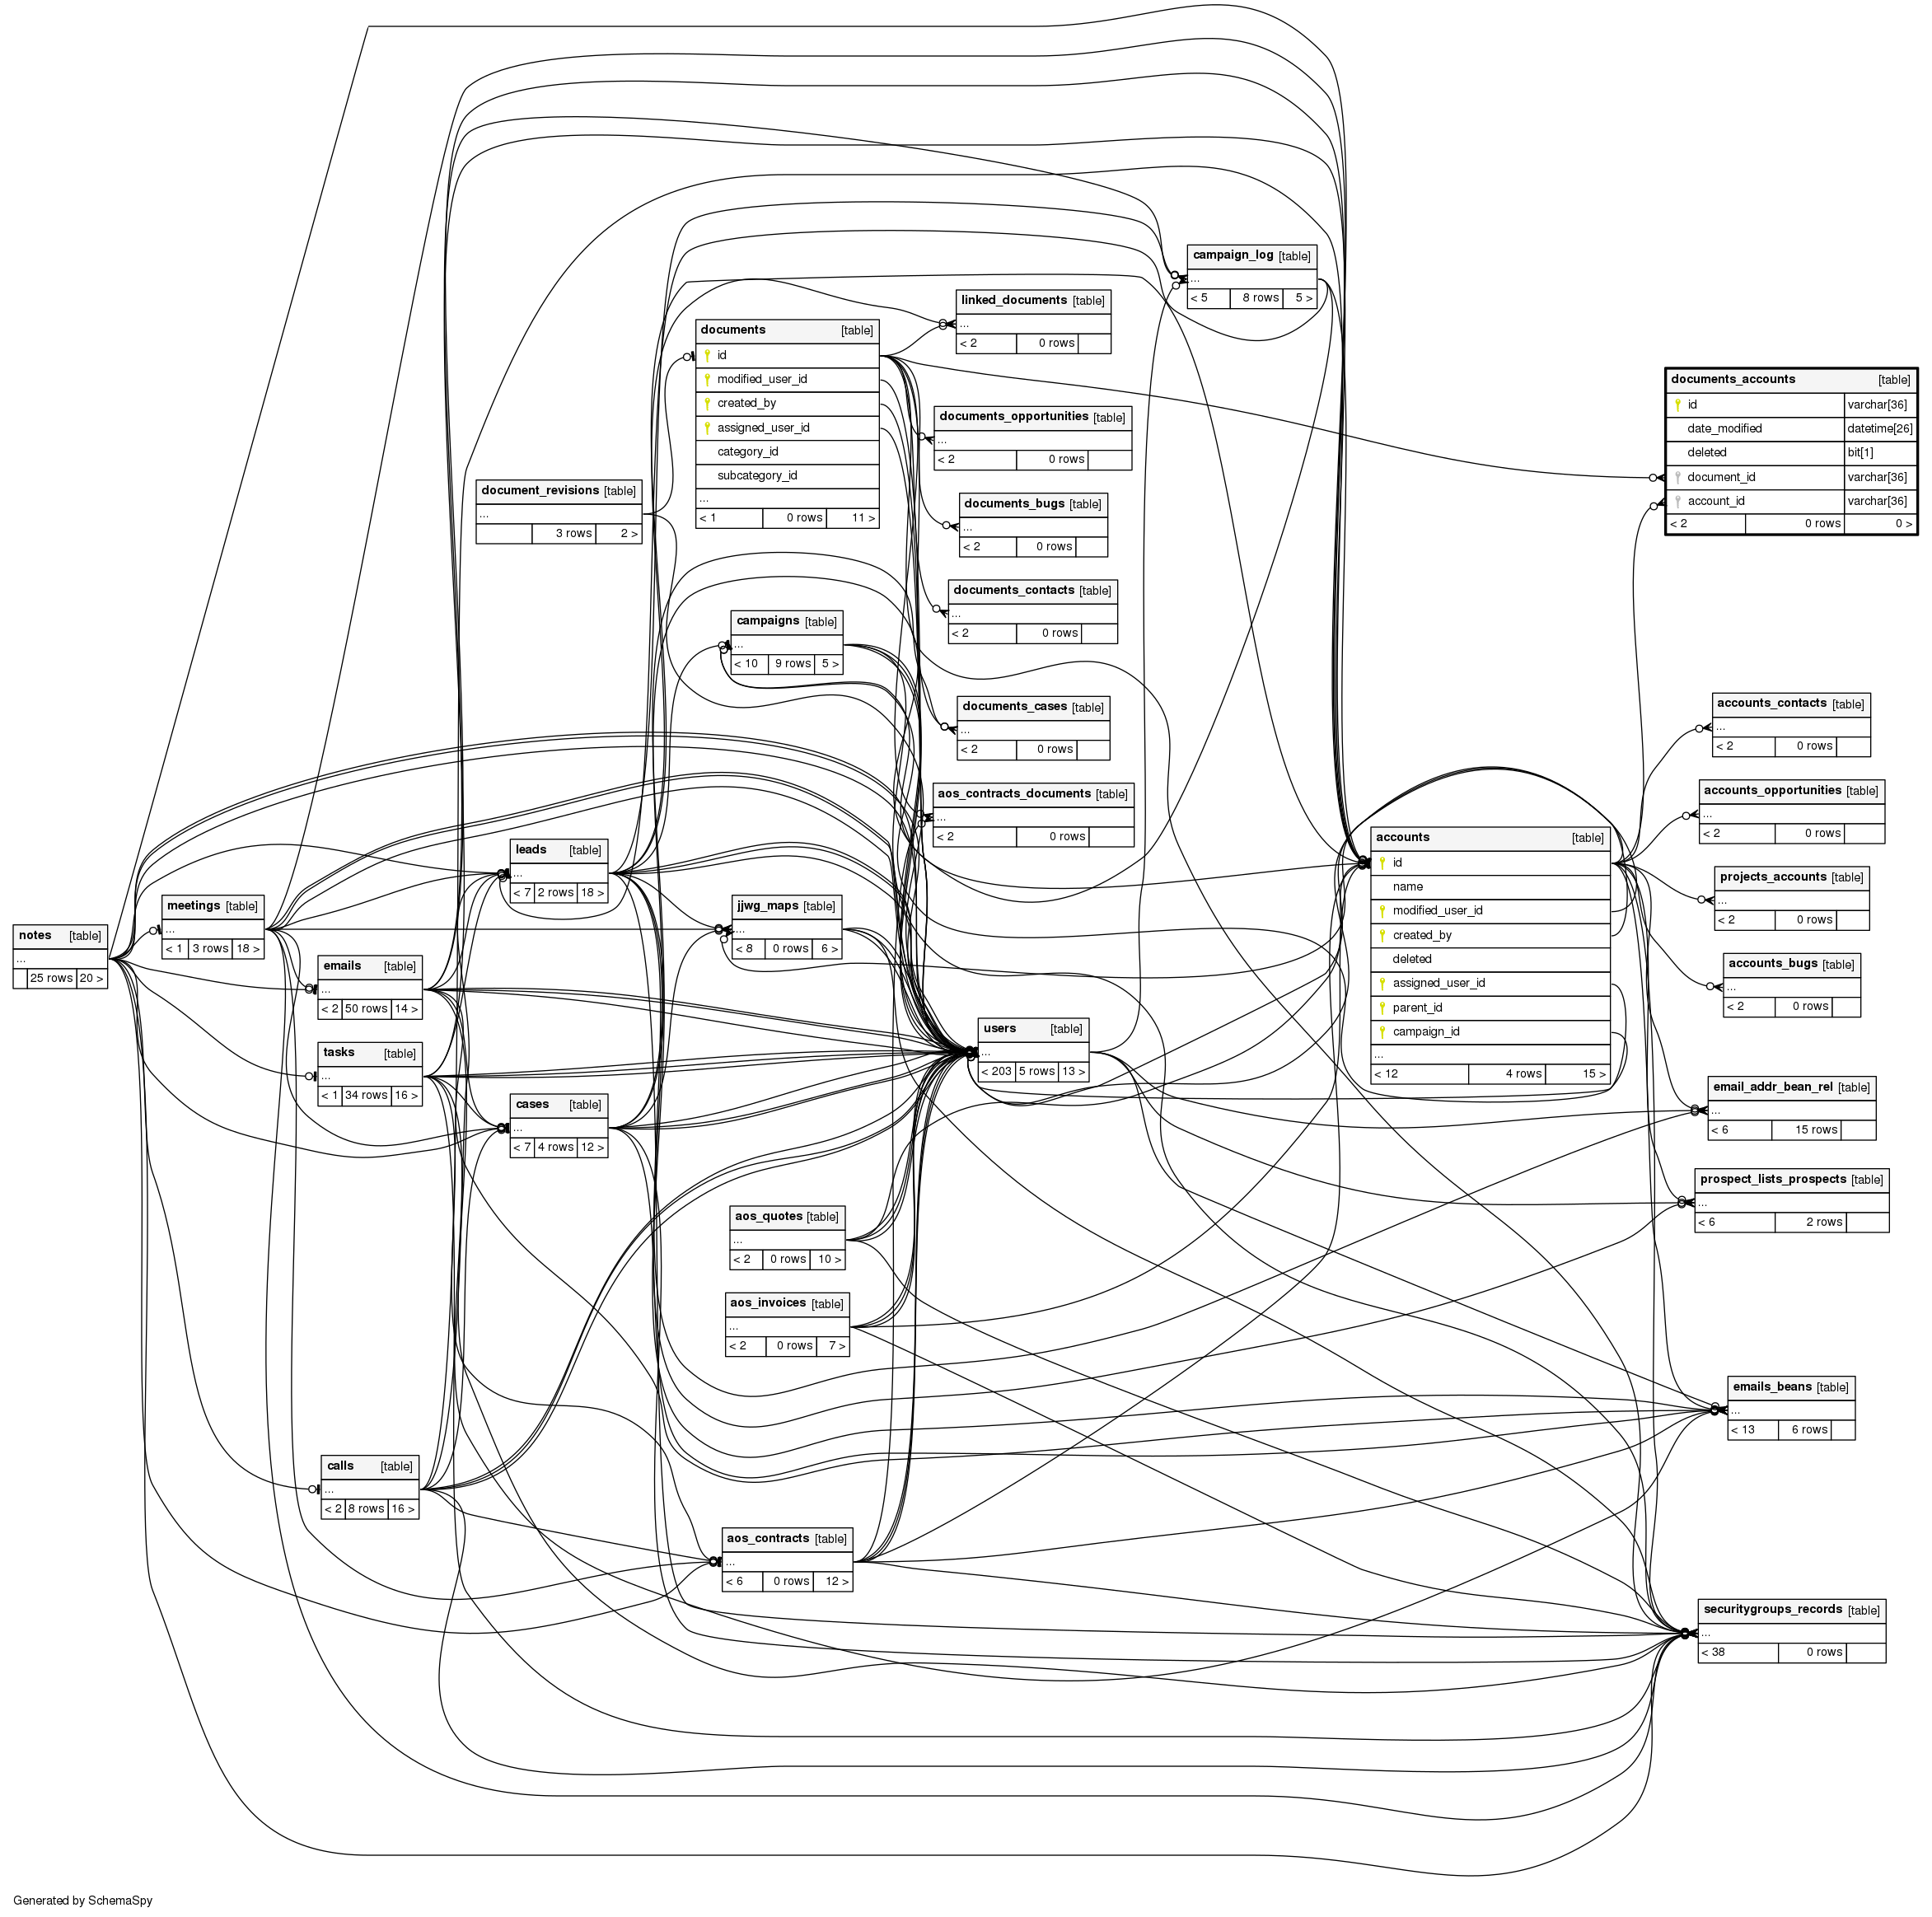 campaign_log [table]
...
< 5 8 rows 5 >
linked_documents [table]
...
< 2 0 rows
documents [table]
id
modified_user_id
created_by
assigned_user_id
category_id
subcategory_id
...
< 1 0 rows 11 >
documents_accounts [table]
id varchar[36]
date_modified datetime[26]
deleted bit[1]
document_id varchar[36]
account_id varchar[36]
< 2 0 rows 0 >
documents_opportunities [table]
...
< 2 0 rows
document_revisions [table]
...
3 rows 2 >
documents_bugs [table]
...
< 2 0 rows
documents_contacts [table]
...
< 2 0 rows
campaigns [table]
...
< 10 9 rows 5 >
documents_cases [table]
...
< 2 0 rows
accounts_contacts [table]
...
< 2 0 rows
aos_contracts_documents [table]
...
< 2 0 rows
accounts_opportunities [table]
...
< 2 0 rows
accounts [table]
id
name
modified_user_id
created_by
deleted
assigned_user_id
parent_id
campaign_id
...
< 12 4 rows 15 >
leads [table]
...
< 7 2 rows 18 >
projects_accounts [table]
...
< 2 0 rows
meetings [table]
...
< 1 3 rows 18 >
jjwg_maps [table]
...
< 8 0 rows 6 >
notes [table]
...
25 rows 20 >
emails [table]
...
< 2 50 rows 14 >
accounts_bugs [table]
...
< 2 0 rows
users [table]
...
< 203 5 rows 13 >
tasks [table]
...
< 1 34 rows 16 >
cases [table]
...
< 7 4 rows 12 >
email_addr_bean_rel [table]
...
< 6 15 rows
prospect_lists_prospects [table]
...
< 6 2 rows
aos_quotes [table]
...
< 2 0 rows 10 >
aos_invoices [table]
...
< 2 0 rows 7 >
emails_beans [table]
...
< 13 6 rows
calls [table]
...
< 2 8 rows 16 >
aos_contracts [table]
...
< 6 0 rows 12 >
securitygroups_records [table]
...
< 38 0 rows
Generated by SchemaSpy